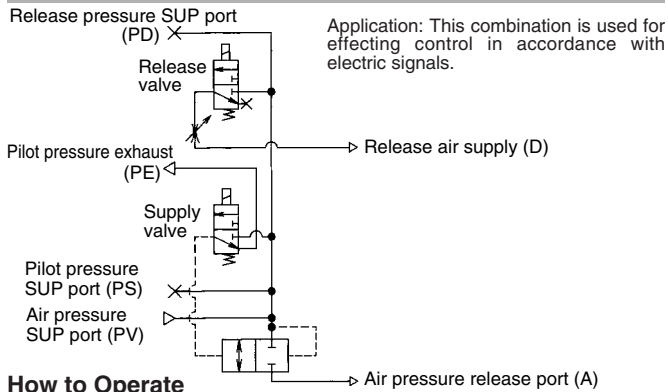 Release pressure SUP port
(PD)
Application: This combination is used for
effecting control in accordance with
electric signals.
Release
valve
Release air supply (D)
Pilot pressure exhaust
(PE)
Supply
valve
Pilot pressure
SUP port (PS)
Air pressure
SUP port (PV)
Air pressure release port (A)
How to Operate